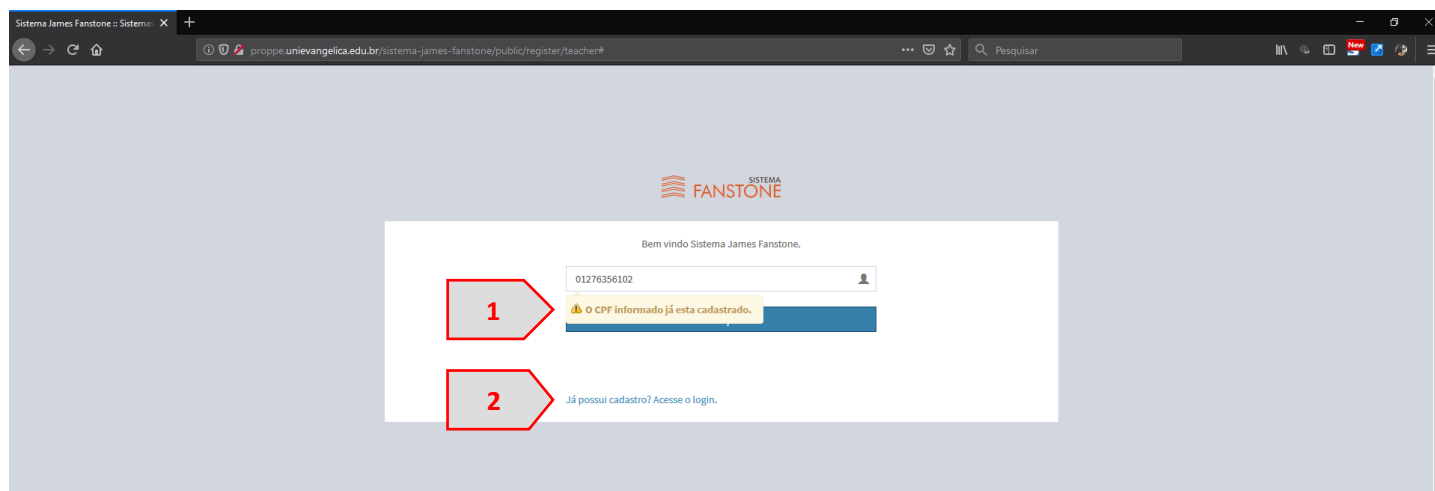 Sistema James Fanstone :: Sistemas
proppe.unievangelica.edu.br/sistema-james-fanstone/public/register/teacher#
Pesquisar
New
SISTEMA
FANSTONE
Bem vindo Sistema James Fanstone.
01276356102
1
O CPF informado já esta cadastrado.
2
Já possui cadastro? Acesse o login.